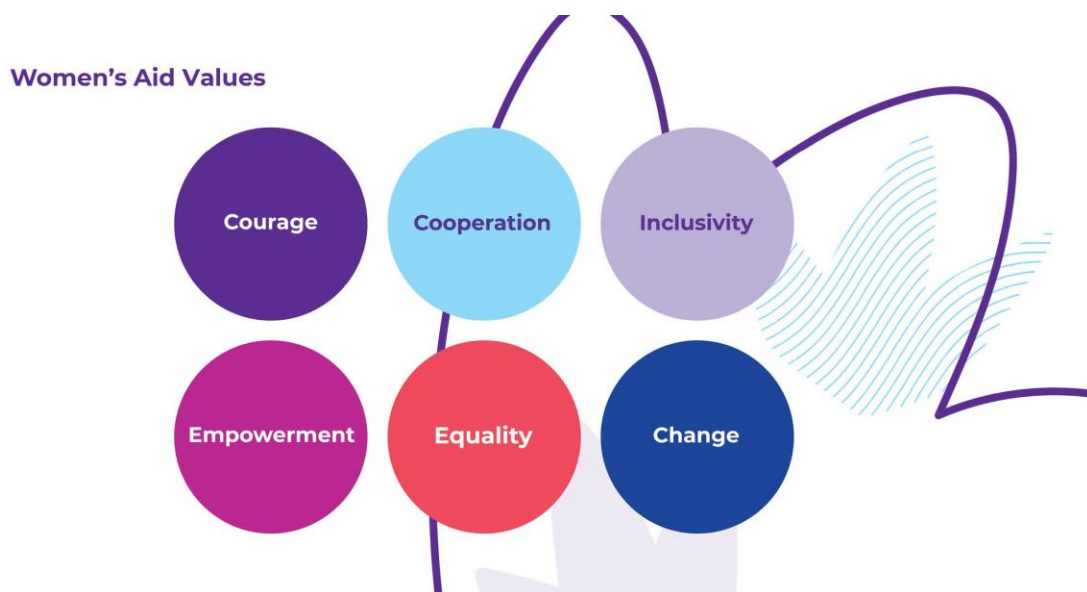 Women’s Aid Values
Courage
Cooperation
Inclusivity
Empowerment
Equality
Change